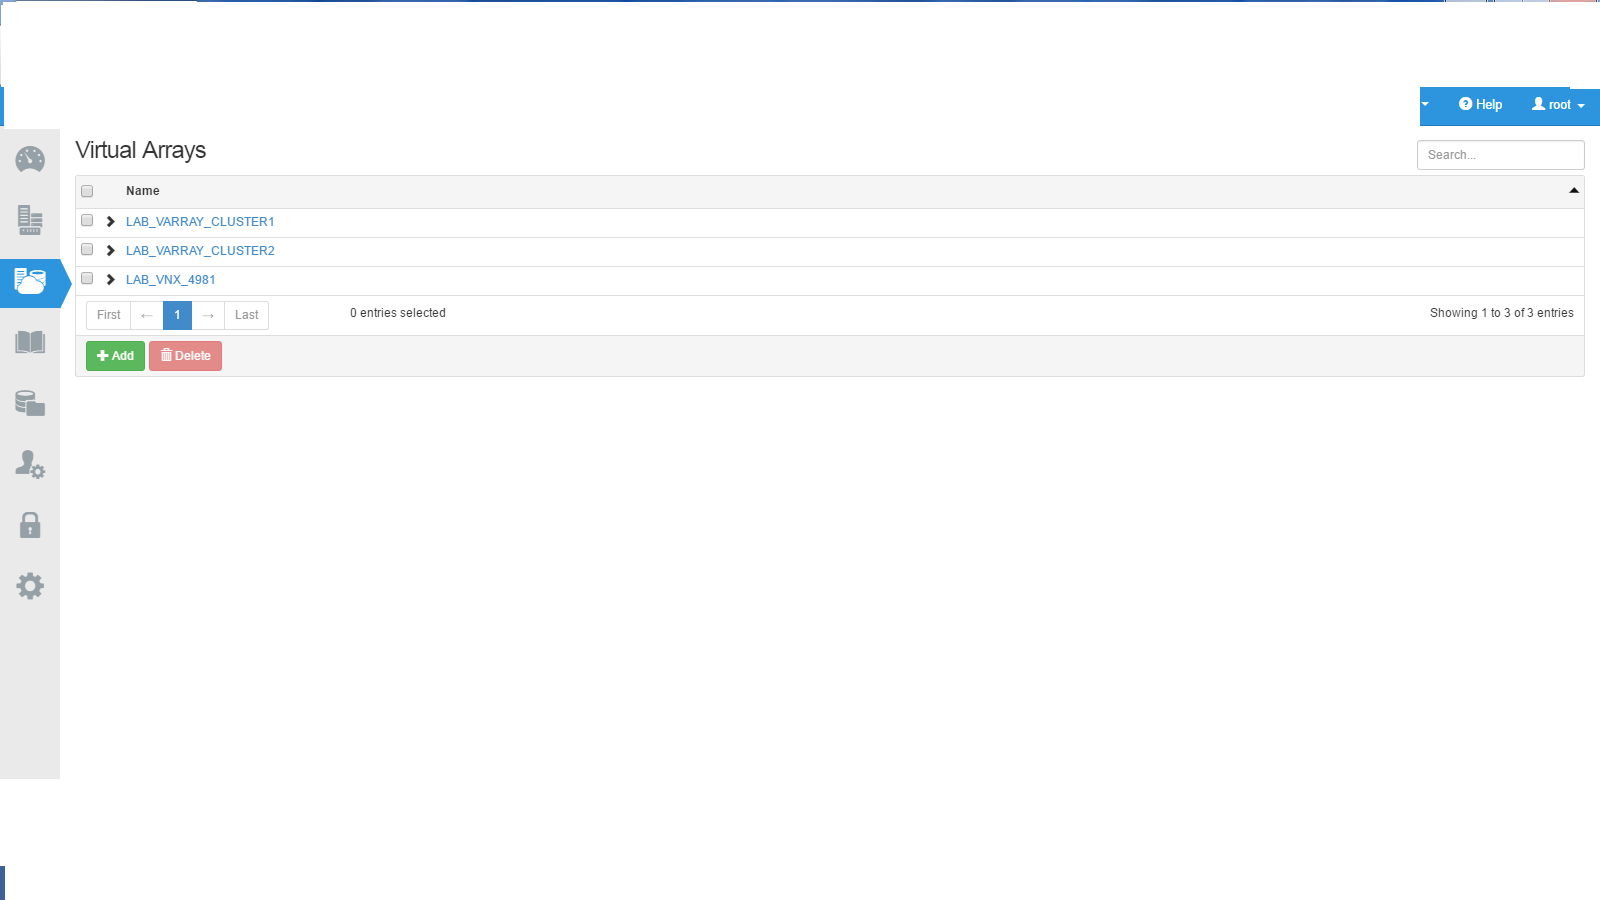 Help root
Virtual Arrays
Search...
Name
LAB_VARRAY_CLUSTER1
LAB_VARRAY_CLUSTER2
LAB_VNX_4981
First ← 1 → Last 0 entries selected Showing 1 to 3 of 3 entries
Add Delete